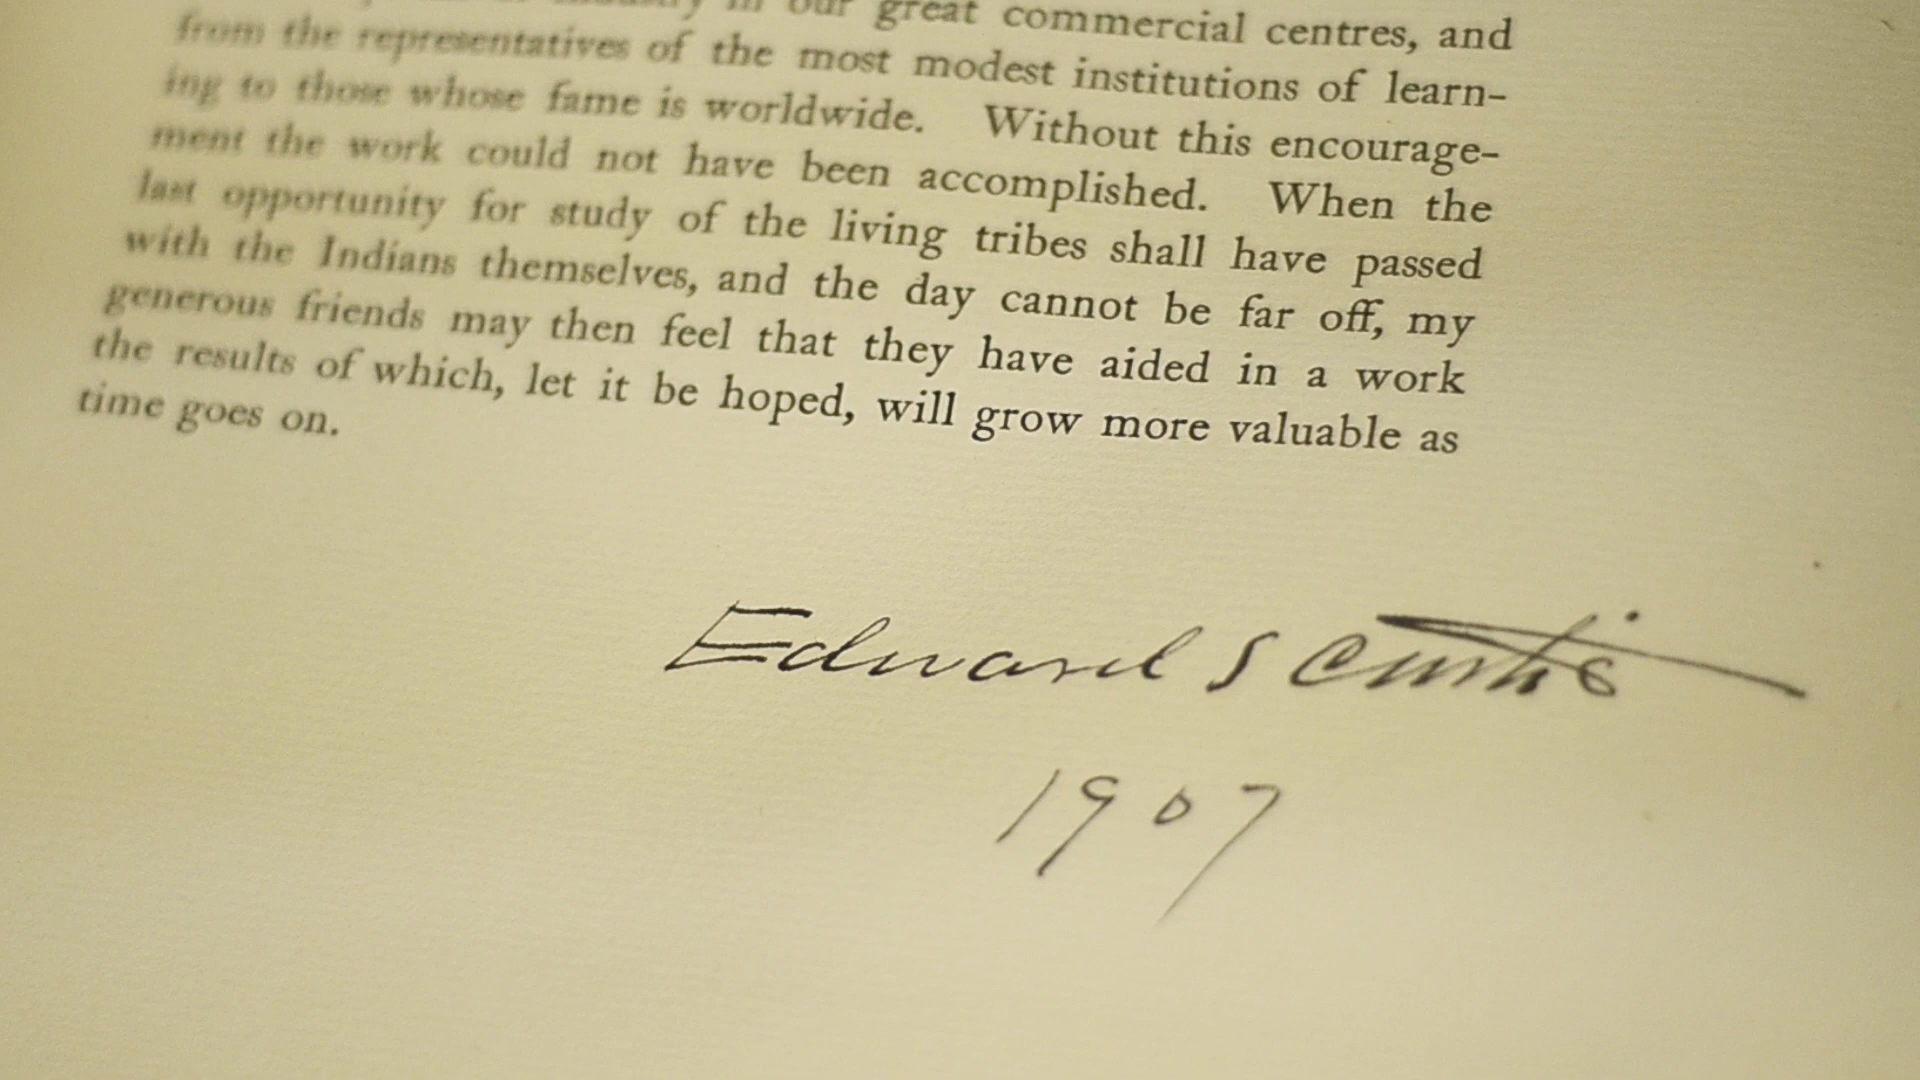 in our great commercial centres, and
from the representatives of the most modest institutions of learn-
ing to those whose fame is worldwide. Without this encourage-
ment the work could not have been accomplished. When the
last opportunity for study of the living tribes shall have passed
with the Indians themselves, and the day cannot be far off, my
generous friends may then feel that they have aided in a work
the results of which, let it be hoped, will grow more valuable as
time goes on.
Edward S Curtis
1907